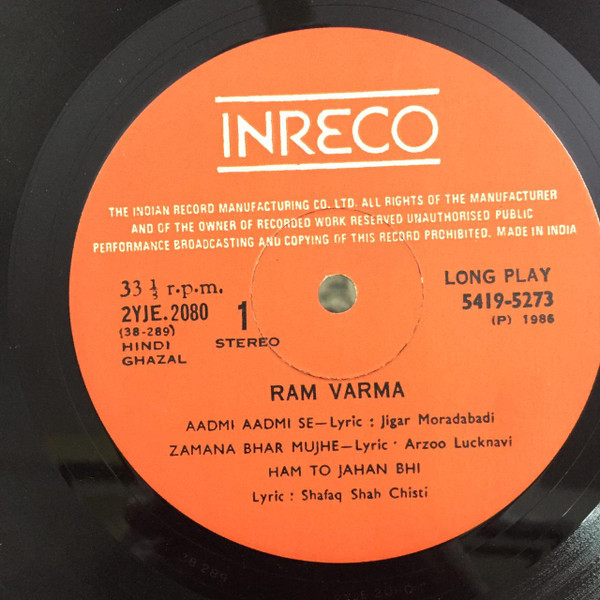 INRECO
THE INDIAN RECORD MANUFACTURING CO. LTD. ALL RIGHTS OF THE MANUFACTURER
AND OF THE OWNER OF RECORDED WORK RESERVED UNAUTHORISED PUBLIC
PERFORMANCE BROADCASTING AND COPYING OF THIS RECORD PROHIBITED. MADE IN INDIA
33 1/3 r.p.m.
2YJE.2080
(38-289)
HINDI
GHAZAL
1
STEREO
LONG PLAY
5419-5273
(P) 1986
RAM VARMA
AADMI AADMI SE—Lyric : Jigar Moradabadi
ZAMANA BHAR MUJHE—Lyric · Arzoo Lucknavi
HAM TO JAHAN BHI
Lyric : Shafaq Shah Chisti